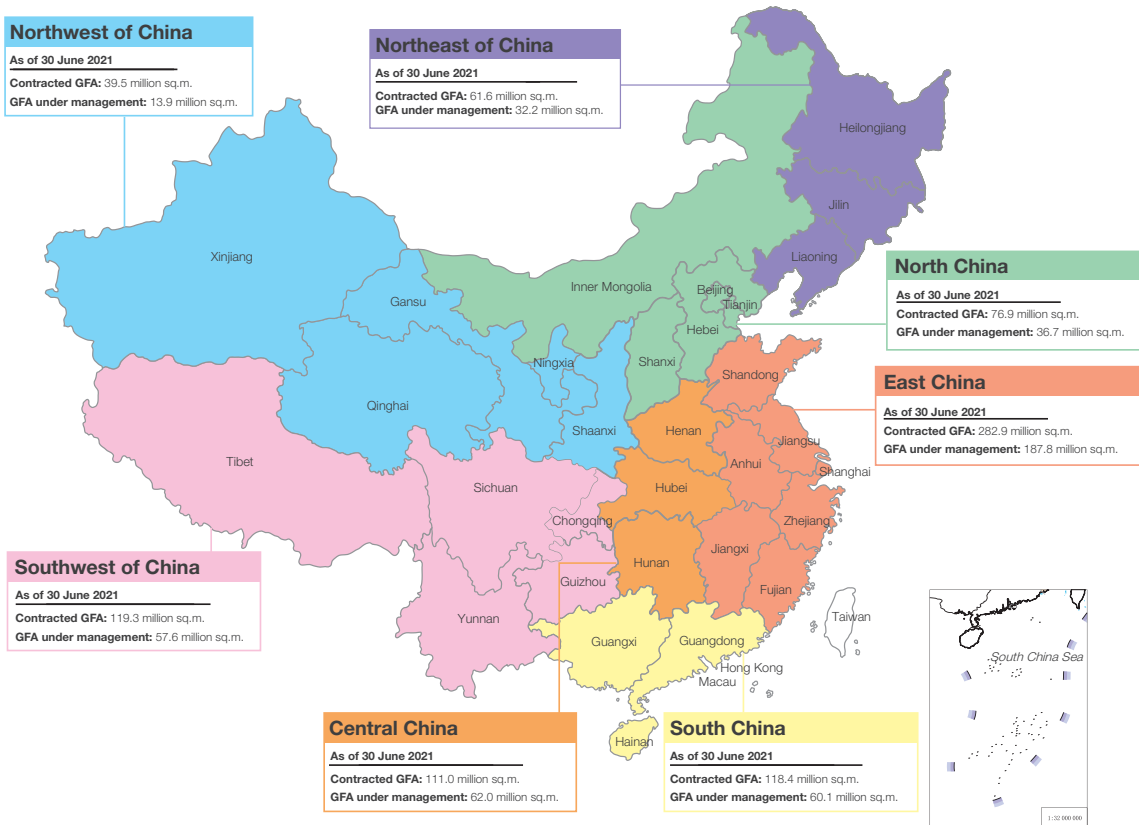 Northwest of China
As of 30 June 2021
Contracted GFA: 39.5 million sq.m.
GFA under management: 13.9 million sq.m.
Northeast of China
As of 30 June 2021
Contracted GFA: 61.6 million sq.m.
GFA under management: 32.2 million sq.m.
Heilongjiang
Jilin
Liaoning
North China
As of 30 June 2021
Contracted GFA: 76.9 million sq.m.
GFA under management: 36.7 million sq.m.
Xinjiang
Gansu
Inner Mongolia
Beijing
Tianjin
Hebei
Ningxia
Shanxi
Shandong
Qinghai
Shaanxi
Henan
East China
As of 30 June 2021
Contracted GFA: 282.9 million sq.m.
GFA under management: 187.8 million sq.m.
Jiangsu
Anhui
Shanghai
Tibet
Sichuan
Hubei
Chongqing
Zhejiang
Hunan
Jiangxi
Guizhou
Fujian
Southwest of China
As of 30 June 2021
Contracted GFA: 119.3 million sq.m.
GFA under management: 57.6 million sq.m.
Yunnan
Guangxi
Guangdong
Taiwan
Hong Kong
Macau
Hainan
South China Sea
1:32 000 000
Central China
As of 30 June 2021
Contracted GFA: 111.0 million sq.m.
GFA under management: 62.0 million sq.m.
South China
As of 30 June 2021
Contracted GFA: 118.4 million sq.m.
GFA under management: 60.1 million sq.m.